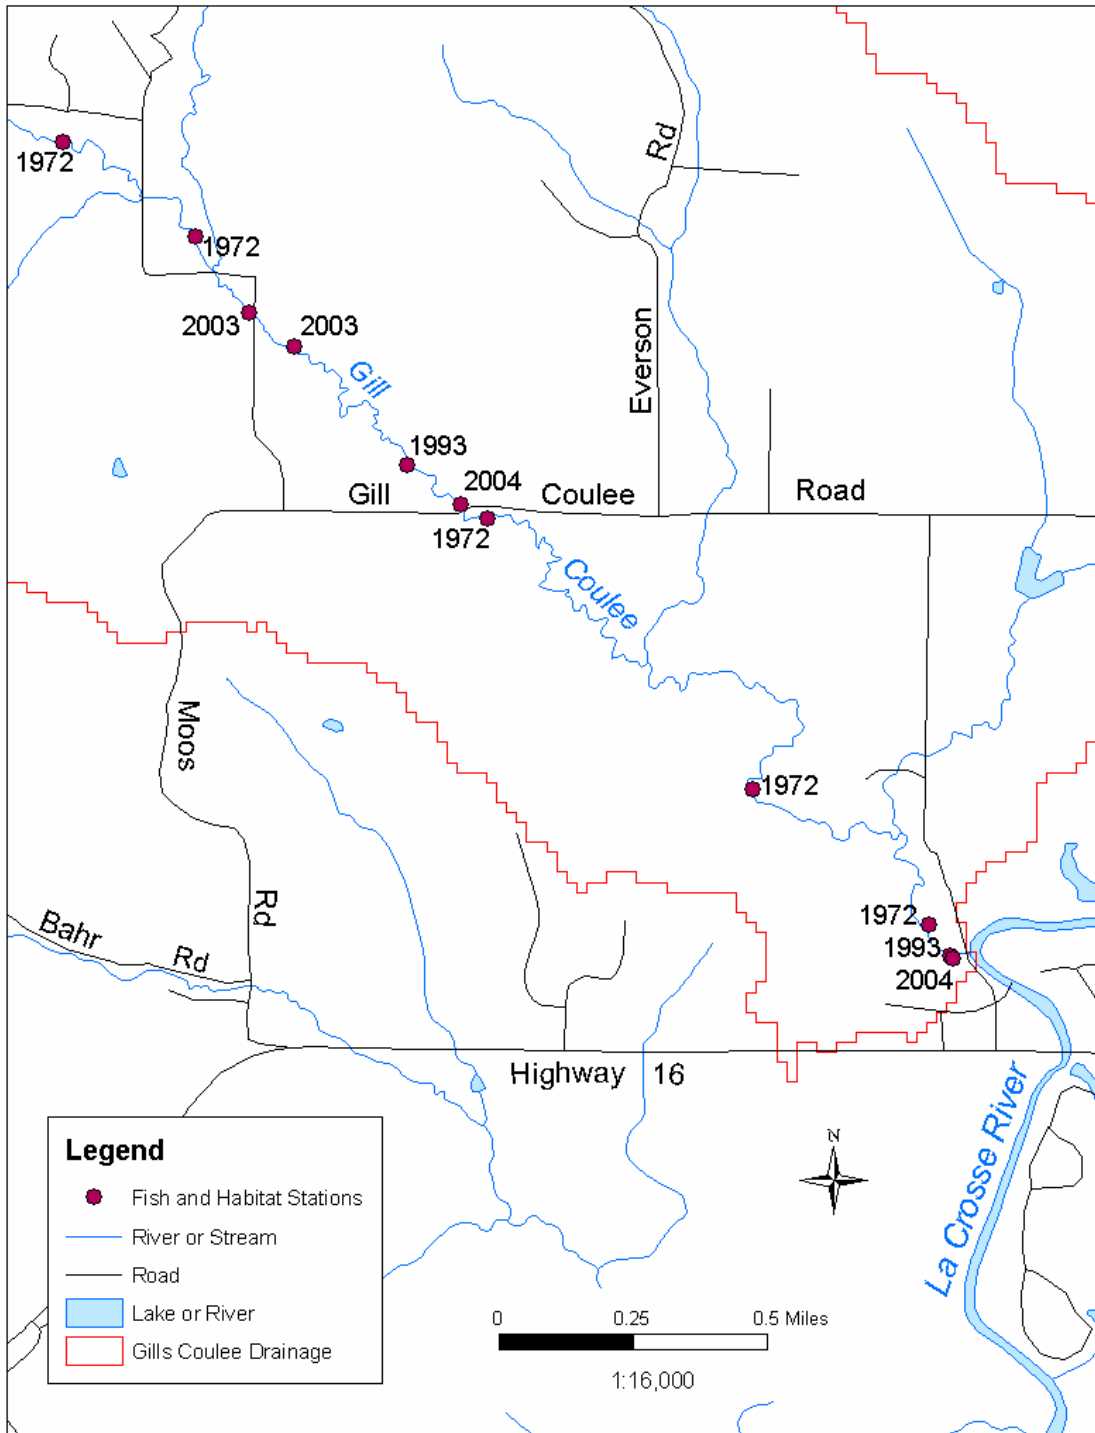 Rd
1972
1972
2003
2003
Everson
Gill
1993
2004
Gill
Coulee
Road
1972
Coulee
Moos
1972
Rd
1972
Bahr
Rd
1993
2004
Highway 16
La Crosse River
N
Legend
Fish and Habitat Stations
River or Stream
Road
Lake or River
Gills Coulee Drainage
0 0.25 0.5 Miles
1:16,000